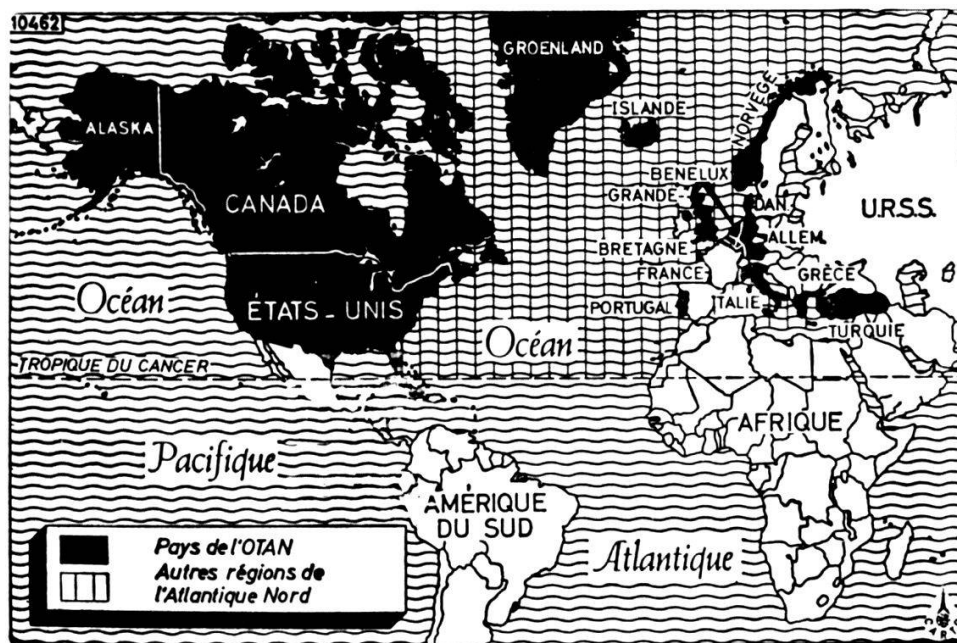 10462
GROENLAND
ISLANDE
NORVÈGE
ALASKA
BENELUX
GRANDE-
BRETAGNE
DAN.
U.R.S.S.
CANADA
ALLEM.
FRANCE
GRÈCE
Océan
ÉTATS-UNIS
PORTUGAL
ITALIE
Océan
TURQUIE
TROPIQUE DU CANCER
AFRIQUE
Pacifique
AMÉRIQUE
DU SUD
Atlantique
Pays de l'OTAN
Autres régions de
l'Atlantique Nord